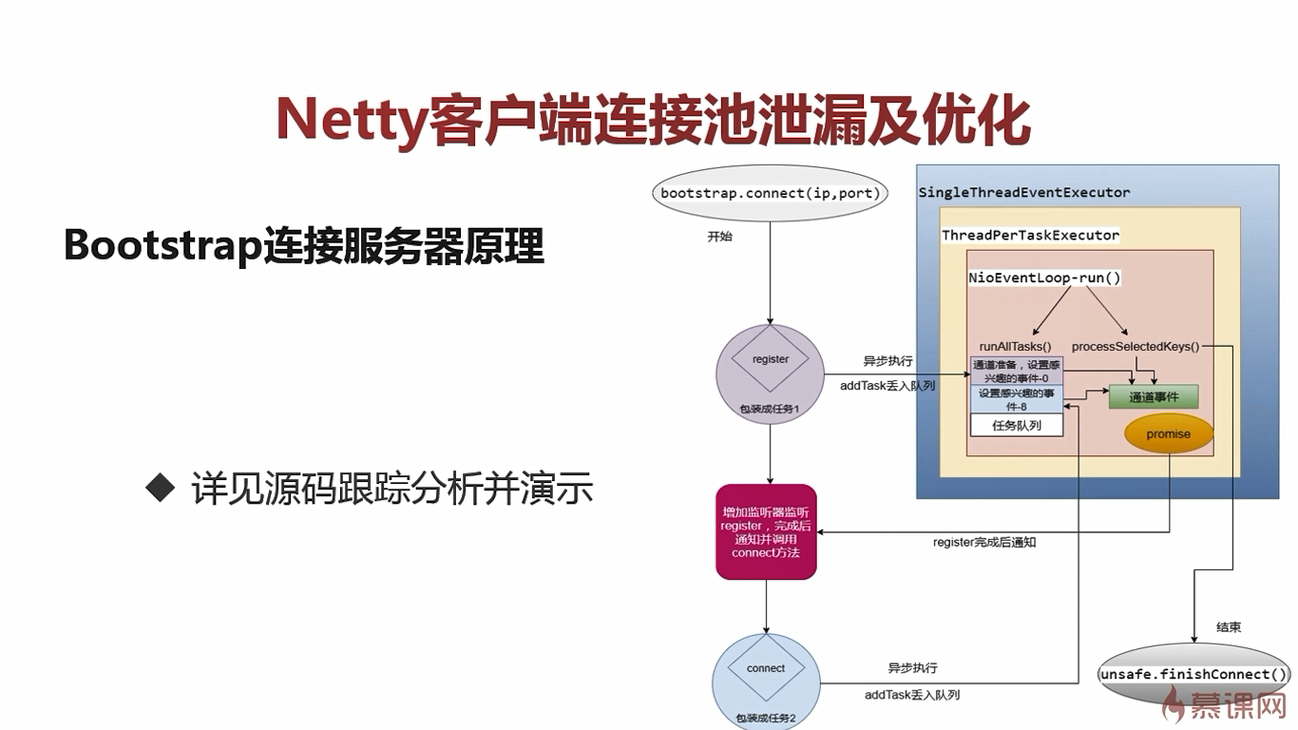 Netty客户端连接池泄漏及优化
Bootstrap连接服务器原理
◆ 详见源码跟踪分析并演示
bootstrap.connect(ip,port)
开始
register
包装成任务1
异步执行
addTask丢入队列
增加监听器监听
register，完成后
通知并调用
connect方法
connect
包装成任务2
异步执行
addTask丢入队列
SingleThreadEventExecutor
ThreadPerTaskExecutor
NioEventLoop-run()
runAllTasks()
processSelectedKeys()
通道准备，设置感
兴趣的事件-0
设置感兴趣的事
件-8
任务队列
通道事件
promise
register完成后通知
结束
unsafe.finishConnect()
慕课网